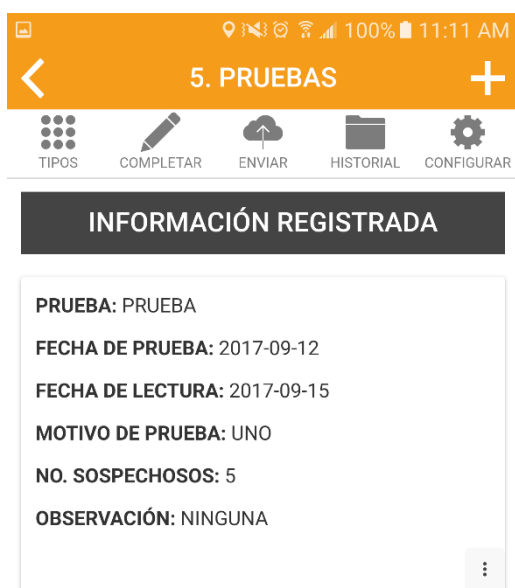 100% 11:11 AM
5. PRUEBAS
TIPOS COMPLETAR ENVIAR HISTORIAL CONFIGURAR
INFORMACIÓN REGISTRADA
PRUEBA: PRUEBA
FECHA DE PRUEBA: 2017-09-12
FECHA DE LECTURA: 2017-09-15
MOTIVO DE PRUEBA: UNO
NO. SOSPECHOSOS: 5
OBSERVACIÓN: NINGUNA